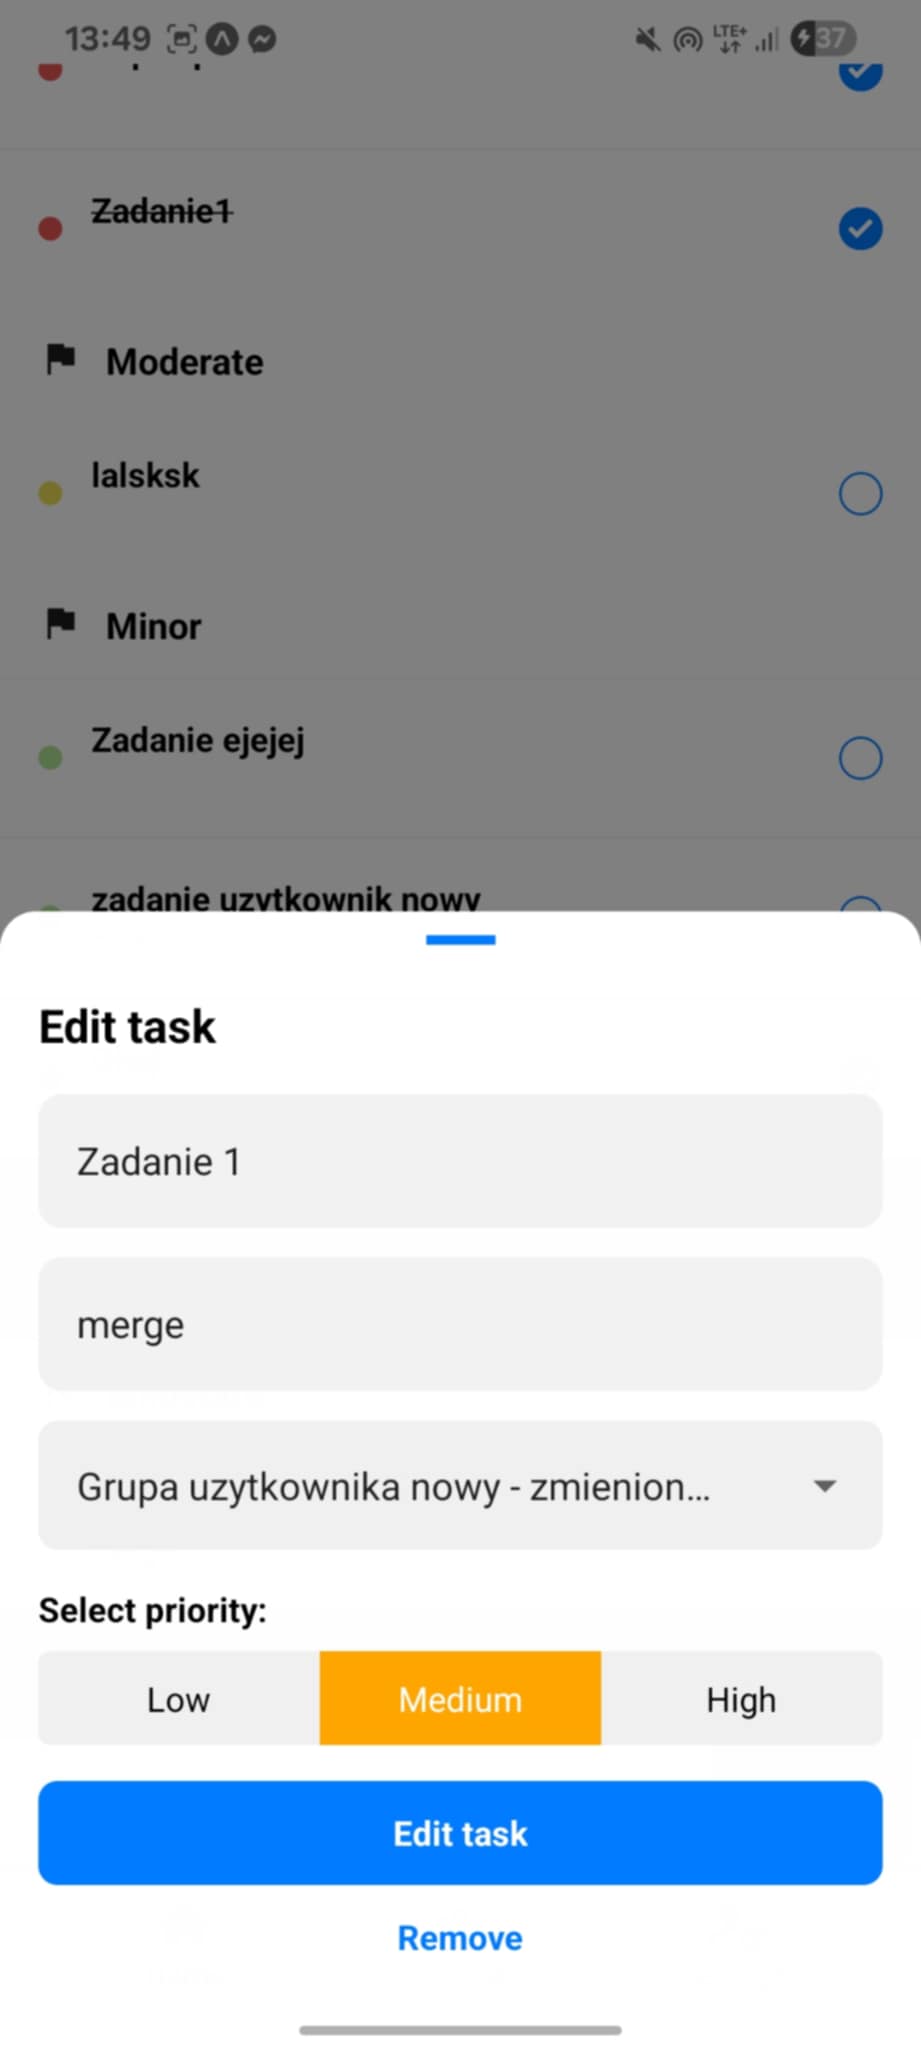 13:49 LTE+ 37
Zadanie1
Moderate
lalsksk
Minor
Zadanie ejejej
zadanie uzytkownik nowy
Edit task
Zadanie 1
merge
Grupa uzytkownika nowy - zmienion...
Select priority:
Low Medium High
Edit task
Remove